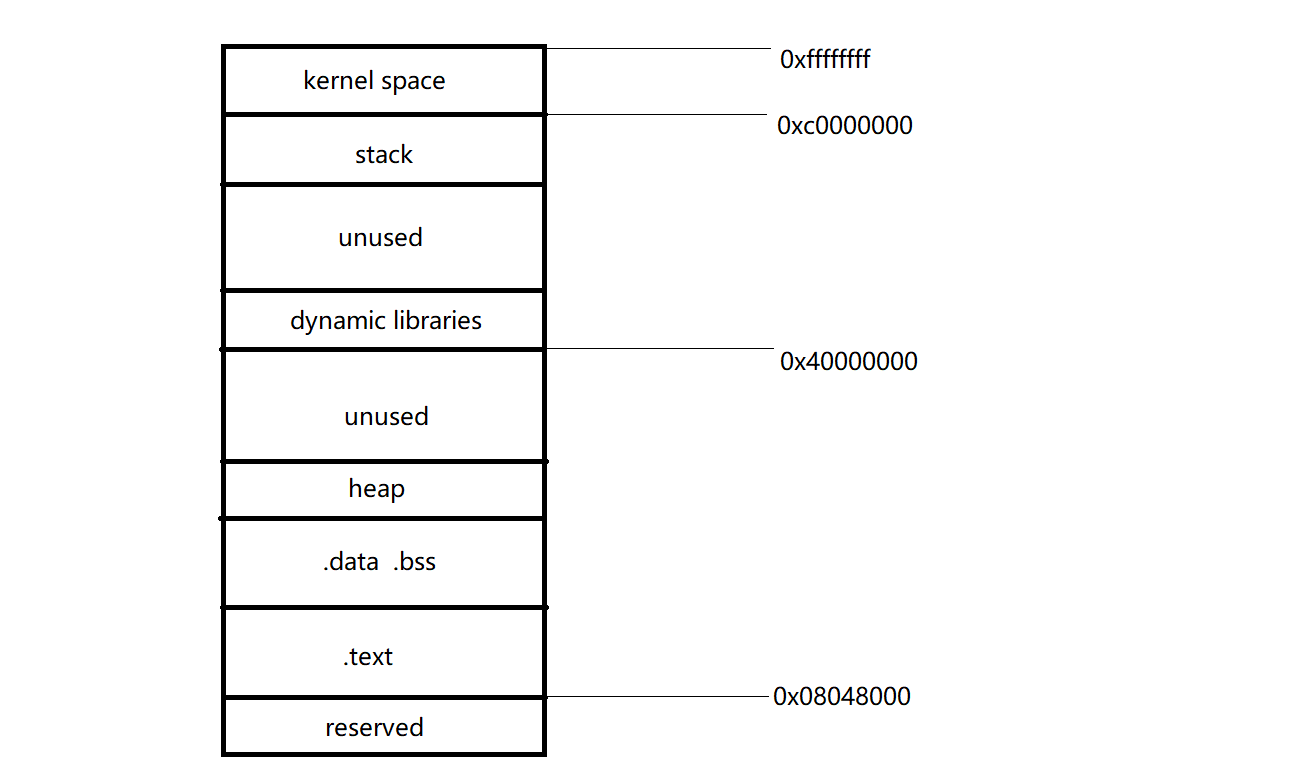 0xffffffff
kernel space
0xc0000000
stack
unused
dynamic libraries
0x40000000
unused
heap
.data .bss
.text
0x08048000
reserved